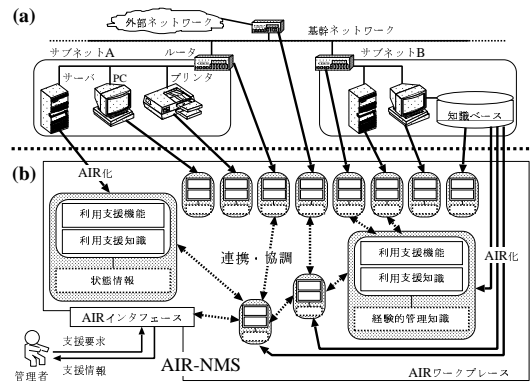 (a)
外部ネットワーク
基幹ネットワーク
サブネットA
ルータ
サブネットB
サーバ
PC
プリンタ
知識ベース
(b)
AIR化
利用支援機能
利用支援知識
状態情報
連携・協調
AIR化
利用支援機能
利用支援知識
経験的管理知識
AIRインタフェース
支援要求
支援情報
管理者
AIR-NMS
AIRワークプレース